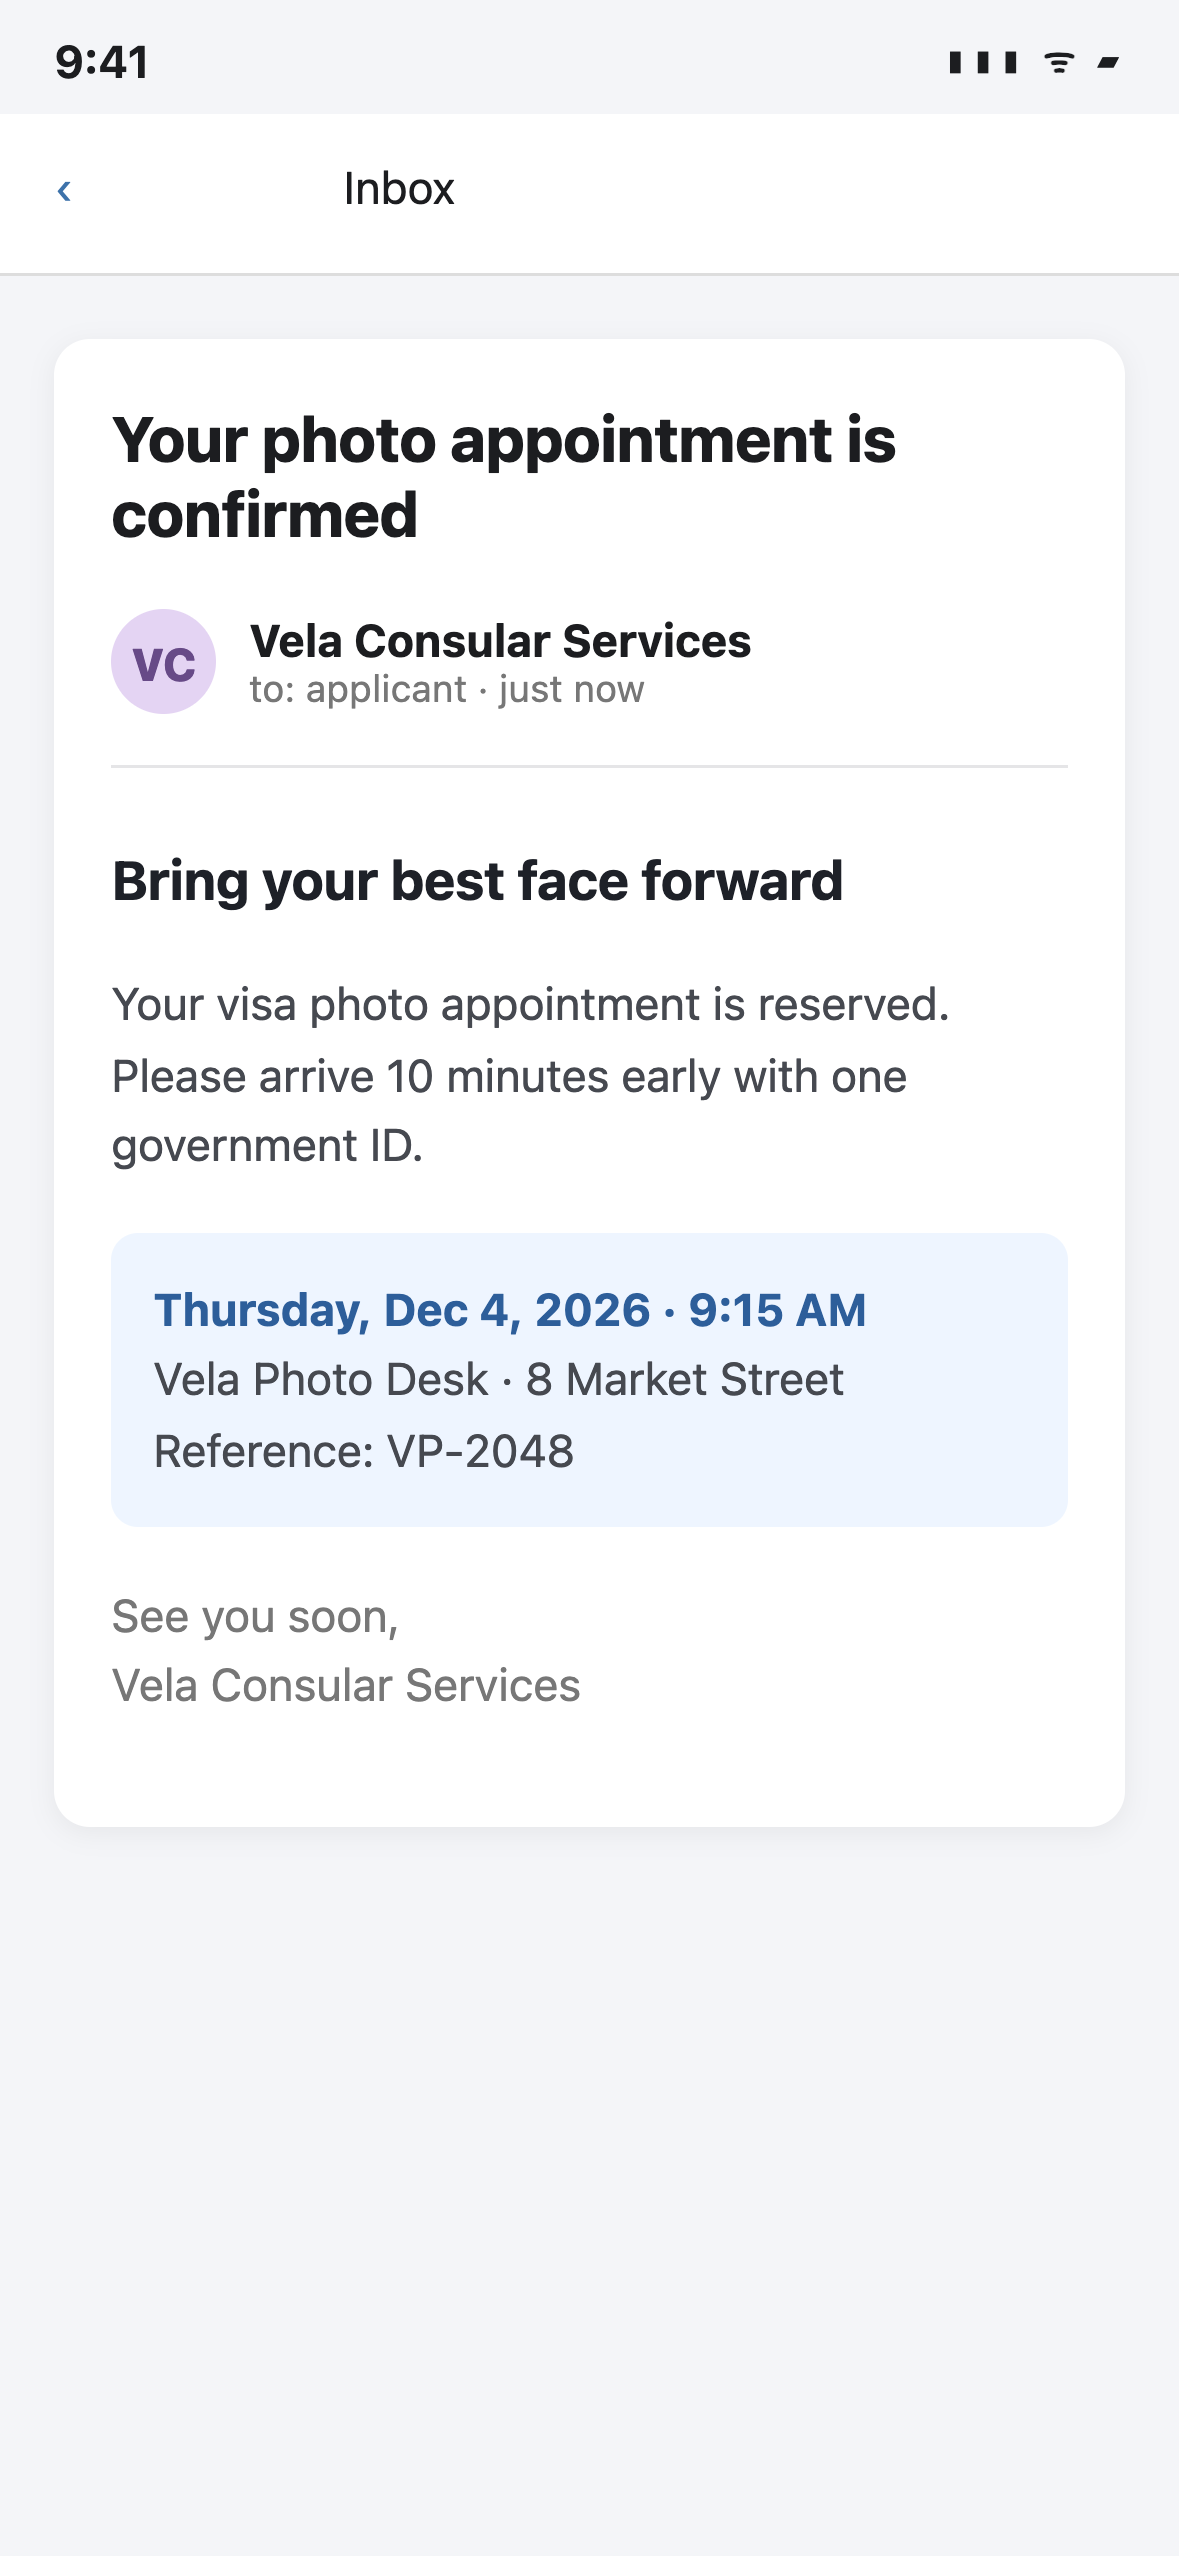 9:41
‹ Inbox
Your photo appointment is
confirmed
VC
Vela Consular Services
to: applicant · just now
Bring your best face forward
Your visa photo appointment is reserved.
Please arrive 10 minutes early with one
government ID.
Thursday, Dec 4, 2026 · 9:15 AM
Vela Photo Desk · 8 Market Street
Reference: VP-2048
See you soon,
Vela Consular Services